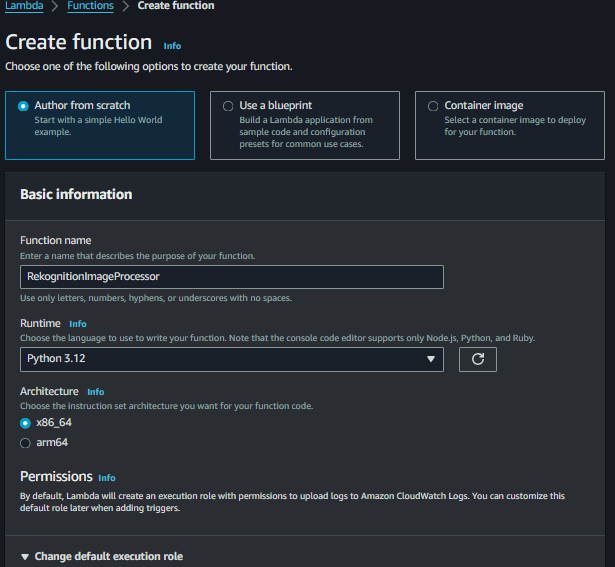 Lambda > Functions > Create function
Create function Info
Choose one of the following options to create your function.
Author from scratch
Start with a simple Hello World
example.
Use a blueprint
Build a Lambda application from
sample code and configuration
presets for common use cases.
Container image
Select a container image to deploy
for your function.
Basic information
Function name
Enter a name that describes the purpose of your function.
RekognitionImageProcessor
Use only letters, numbers, hyphens, or underscores with no spaces.
Runtime Info
Choose the language to use to write your function. Note that the console code editor supports only Node.js, Python, and Ruby.
Python 3.12
Architecture Info
Choose the instruction set architecture you want for your function code.
x86_64
arm64
Permissions Info
By default, Lambda will create an execution role with permissions to upload logs to Amazon CloudWatch Logs. You can customize this
default role later when adding triggers.
Change default execution role